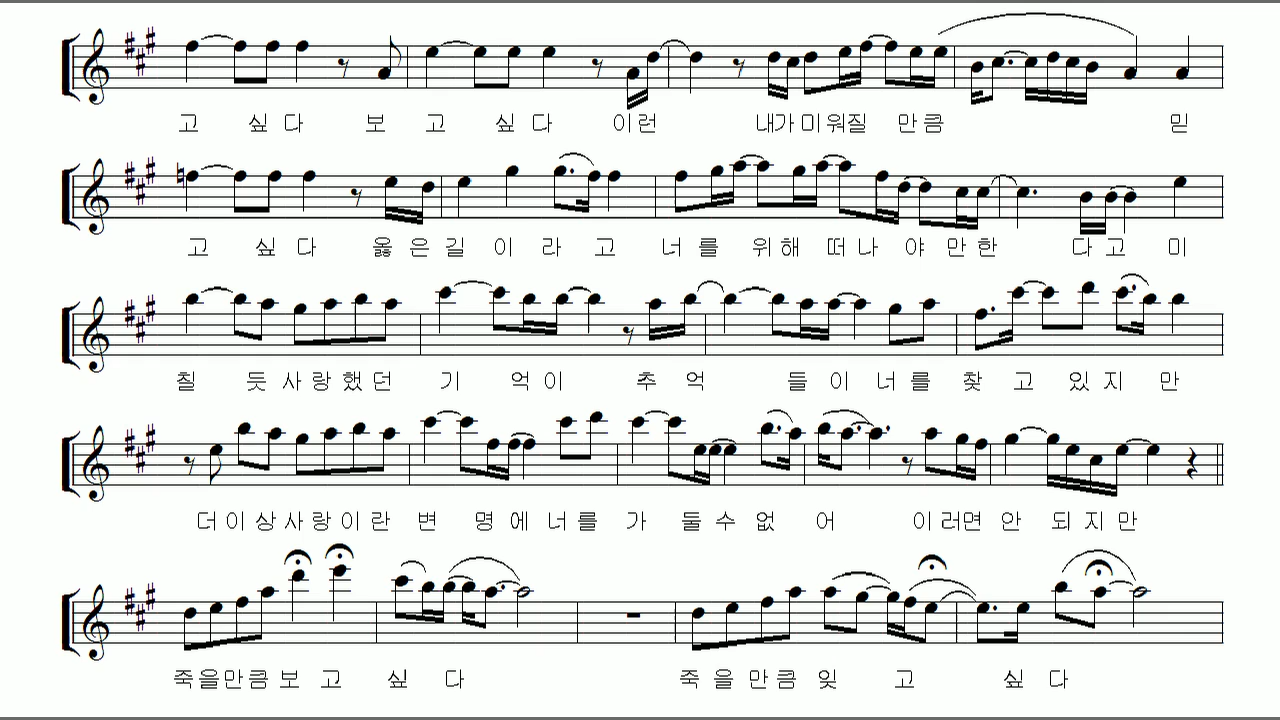 고 싶다 보 고 싶다 이런 내가미워질 만큼 믿
고 싶다 옳은길이라고 너를 위해떠나 야만한 다고 미
칠 듯사랑했던 기 억이 추억 들이 너를 찾고 있지만
더이상사랑이란 변 명에너를 가 둘수없 어 이러면 안 되지만
죽을만큼보고 싶 다 죽을만큼잊 고 싶다